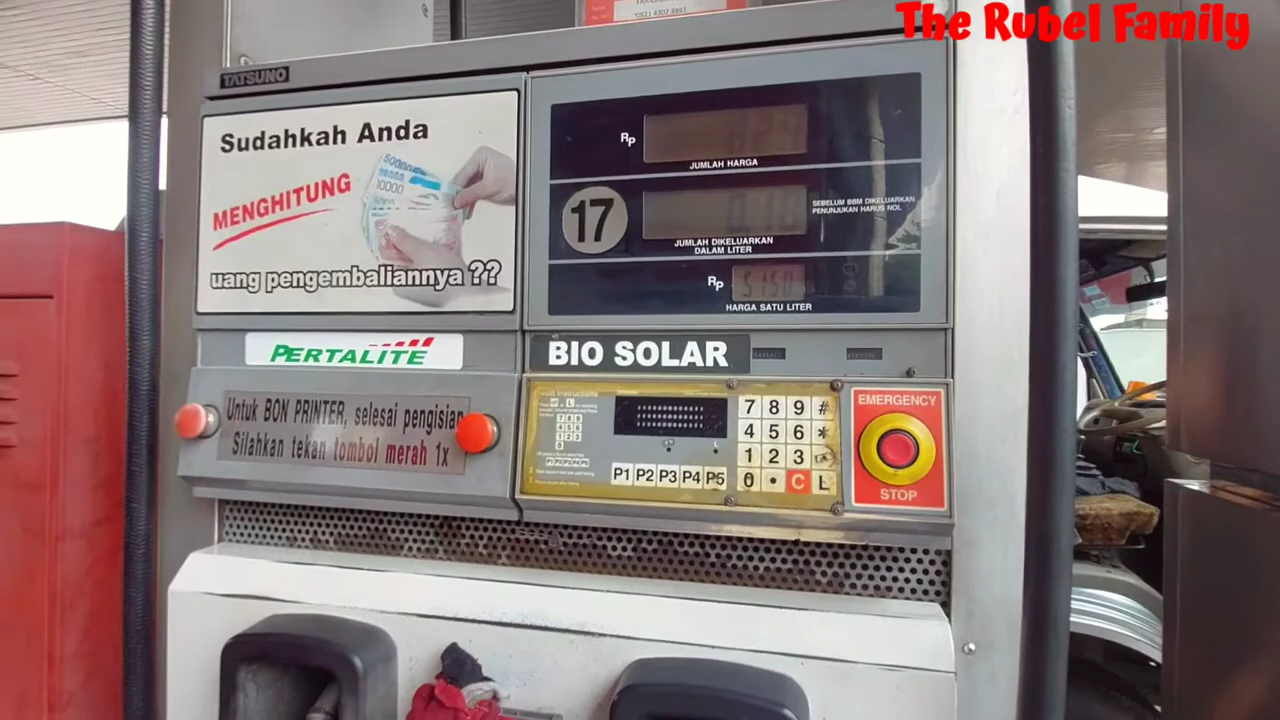 The Rubel Family
TATSUNO
Sudahkah Anda
MENGHITUNG
uang pengembaliannya ??
50000
10000
RP
JUMLAH HARGA
17
SEBELUM BBM DIKELUARKAN
PENUNJUKAN HARUS NOL
JUMLAH DIKELUARKAN
DALAM LITER
RP
5150
HARGA SATU LITER
PERTALITE
BIO SOLAR
Untuk BON PRINTER, selesai pengisian
Silahkan tekan tombol merah 1x
7 8 9 #
4 5 6 *
1 2 3
0 • C L
P1 P2 P3 P4 P5
EMERGENCY
STOP